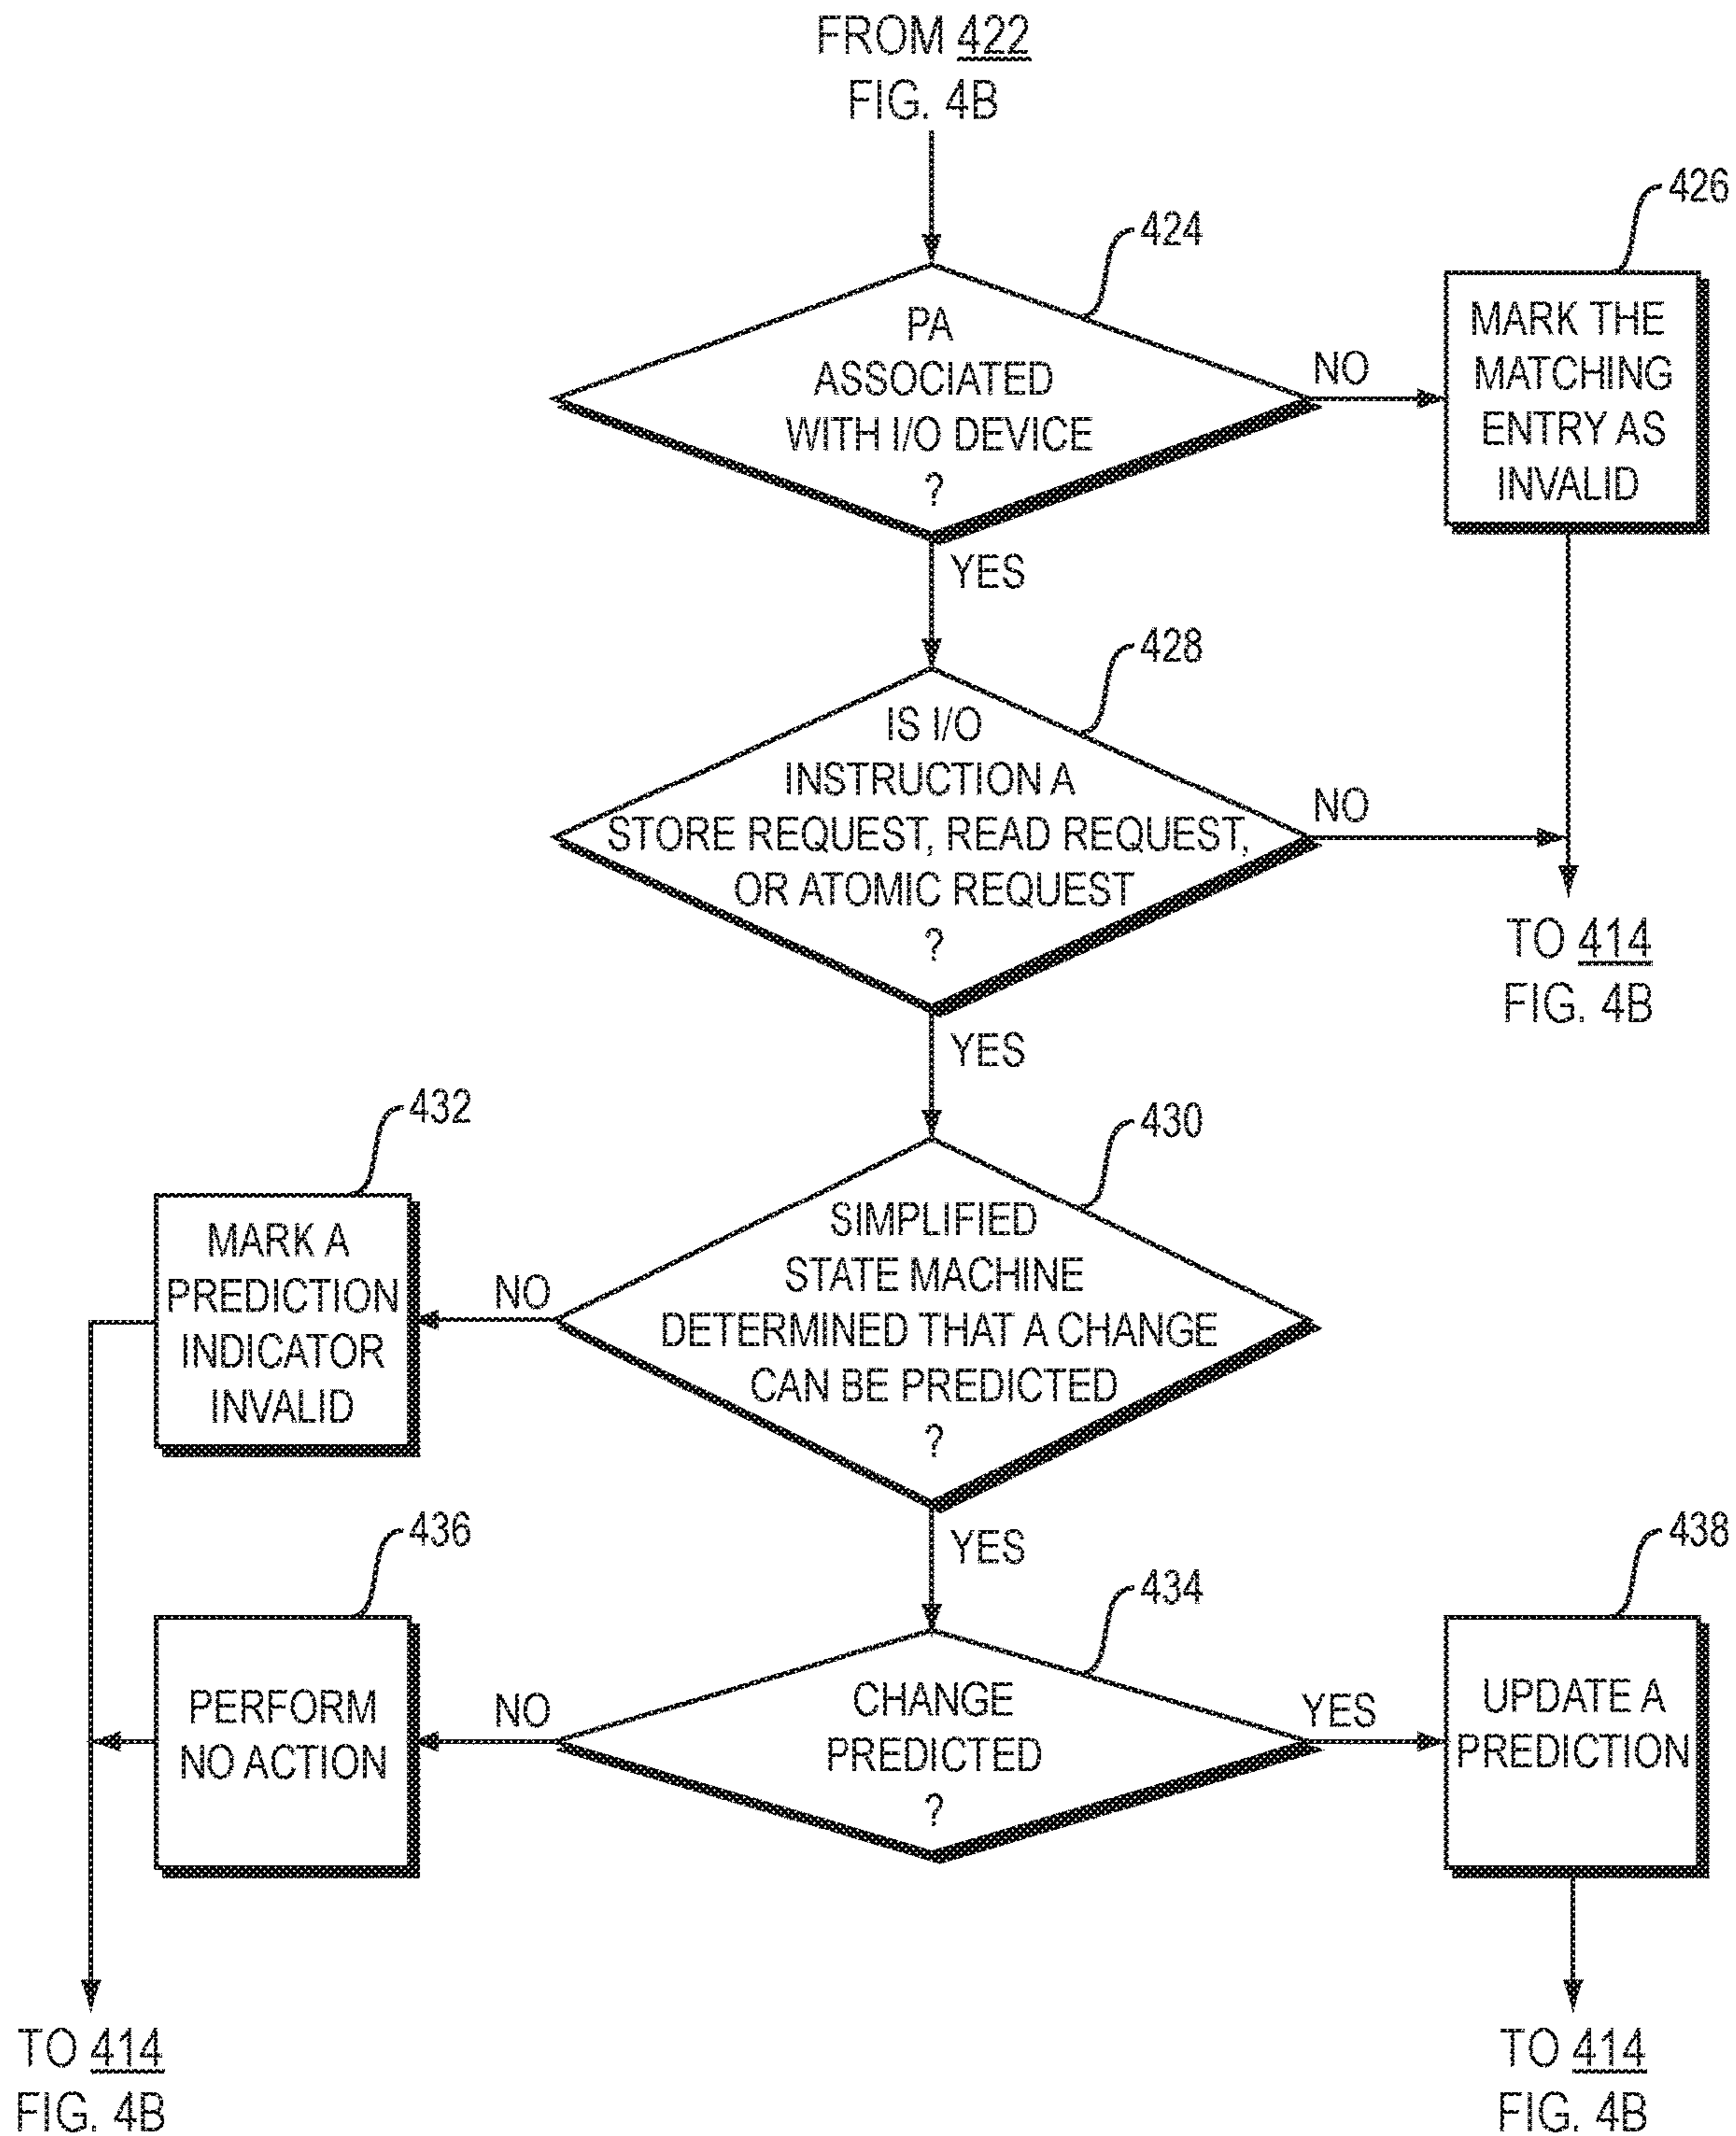 FROM 422
FIG. 4B
424
PA
ASSOCIATED
WITH I/O DEVICE
?
NO
426
MARK THE
MATCHING
ENTRY AS
INVALID
YES
428
IS I/O
INSTRUCTION A
STORE REQUEST, READ REQUEST,
OR ATOMIC REQUEST
?
NO
TO 414
FIG. 4B
YES
430
SIMPLIFIED
STATE MACHINE
DETERMINED THAT A CHANGE
CAN BE PREDICTED
?
NO
432
MARK A
PREDICTION
INDICATOR
INVALID
YES
434
CHANGE
PREDICTED
?
NO
436
PERFORM
NO ACTION
YES
438
UPDATE A
PREDICTION
TO 414
FIG. 4B
TO 414
FIG. 4B